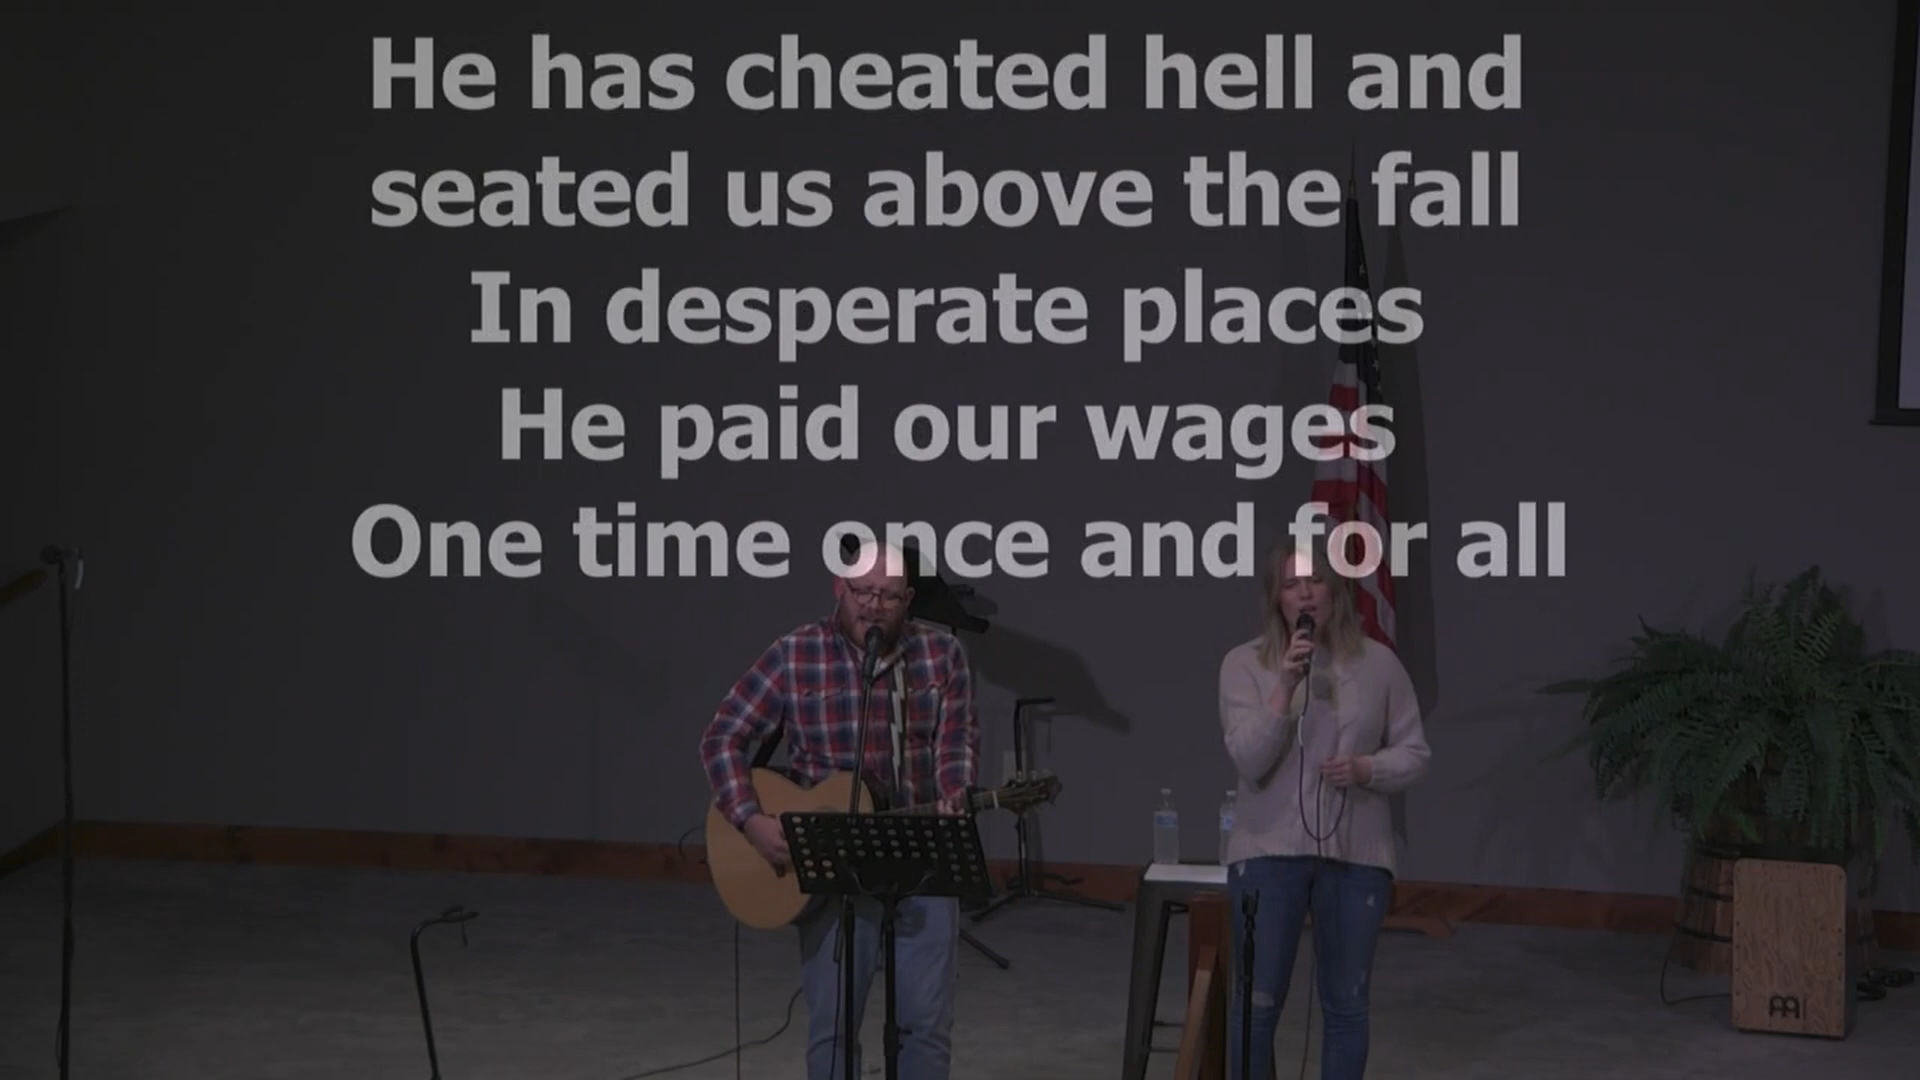 He has cheated hell and
seated us above the fall
In desperate places
He paid our wages
One time once and for all